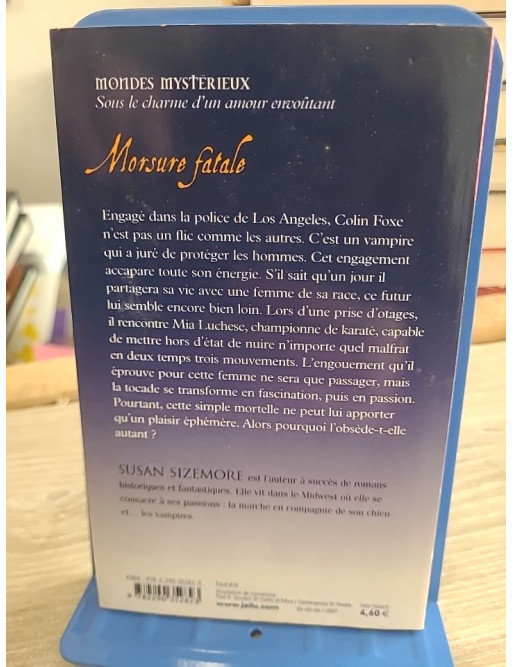 MONDES MYSTÉRIEUX
Sous le charme d'un amour envoûtant
Morsure fatale
Engagé dans la police de Los Angeles, Colin Foxe
n'est pas un flic comme les autres. C'est un vampire
qui a juré de protéger les hommes. Cet engagement
accapare toute son énergie. S'il sait qu'un jour il
partagera sa vie avec une femme de sa race, ce futur
lui semble encore bien loin. Lors d'une prise d'otages,
il rencontre Mia Luchese, championne de karaté, capable
de mettre hors d'état de nuire n'importe quel malfrat
en deux temps trois mouvements. L'engouement qu'il
éprouve pour cette femme ne sera que passager, mais
la tocade se transforme en fascination, puis en passion.
Pourtant, cette simple mortelle ne peut lui apporter
qu'un plaisir éphémère. Alors pourquoi l'obsède-t-elle
autant ?
SUSAN SIZEMORE est l'auteur à succès de romans
historiques et fantastiques. Elle vit dans le Midwest où elle se
consacre à ses passions : la marche en compagnie de son chien
et... les vampires.
Inédit
Illustration de couverture
www.jailu.com
4,60 €